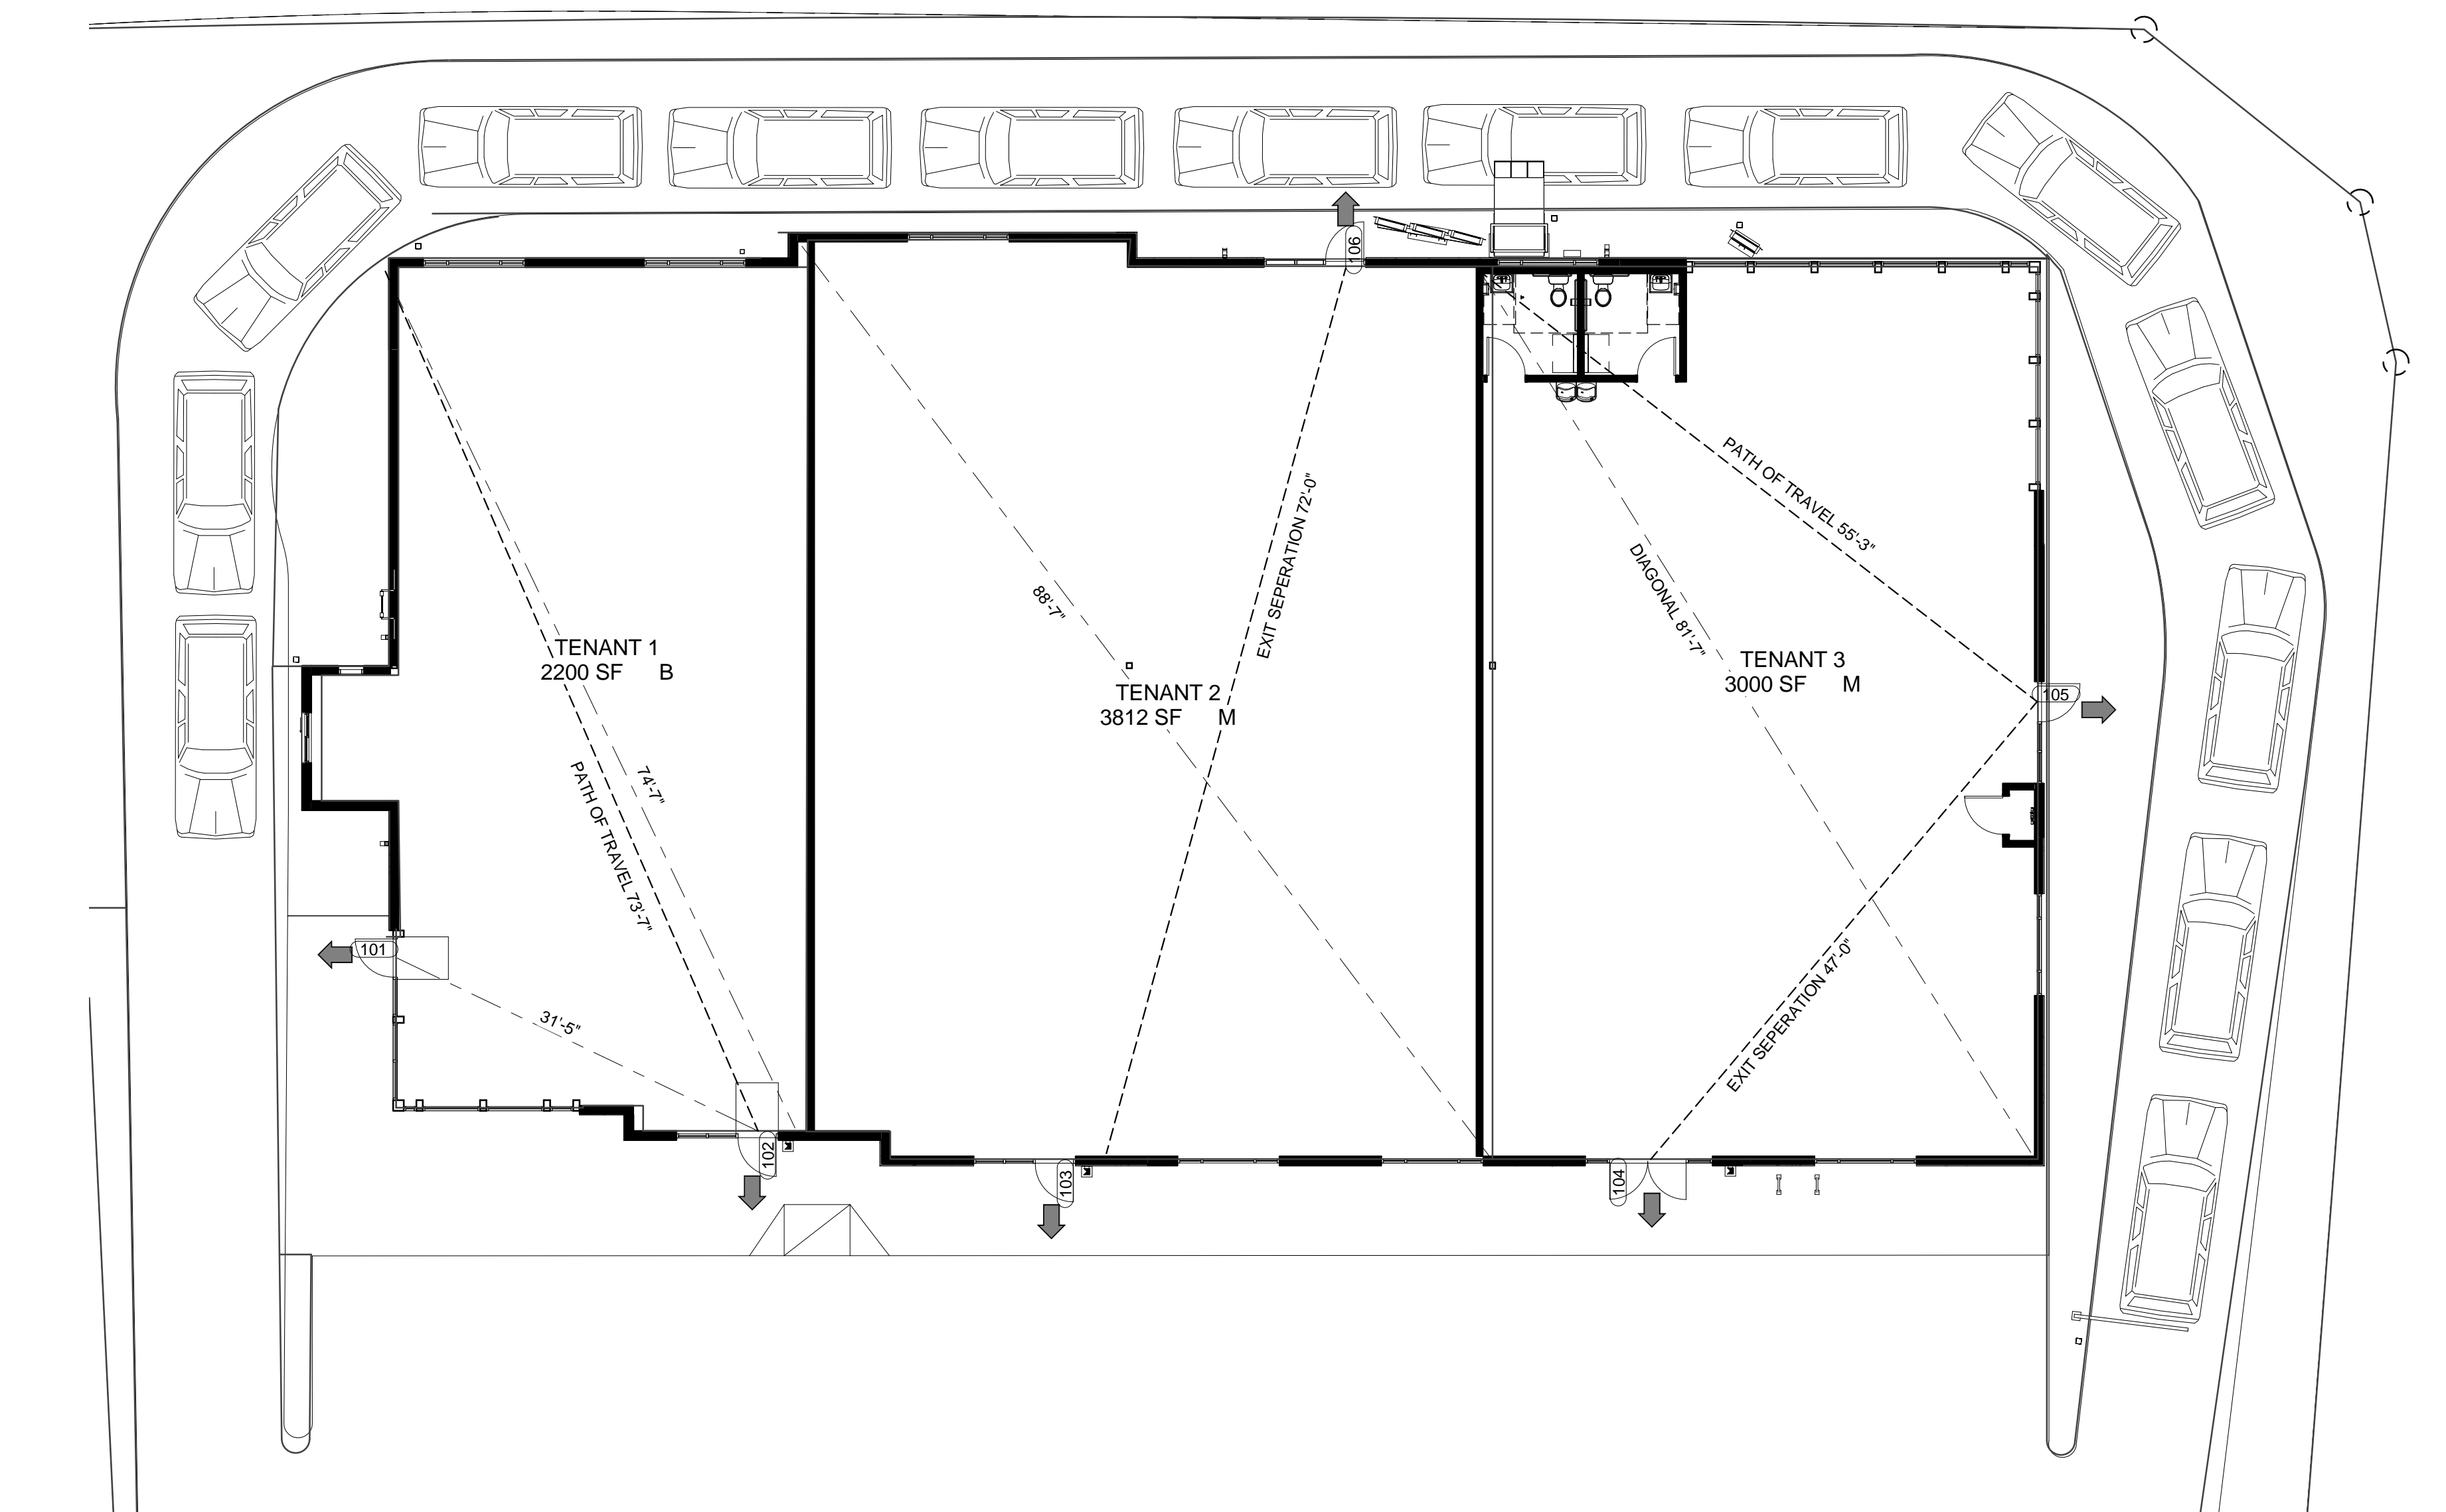 106
PATH OF TRAVEL 55'-3"
EXIT SEPERATION 72'-0"
DIAGONAL 81'-7"
88'-7"
TENANT 1
2200 SF B
TENANT 2
3812 SF M
TENANT 3
3000 SF M
105
74'-7"
PATH OF TRAVEL 73'-7"
101
31'-5"
EXIT SEPERATION 47'-0"
102
103
104